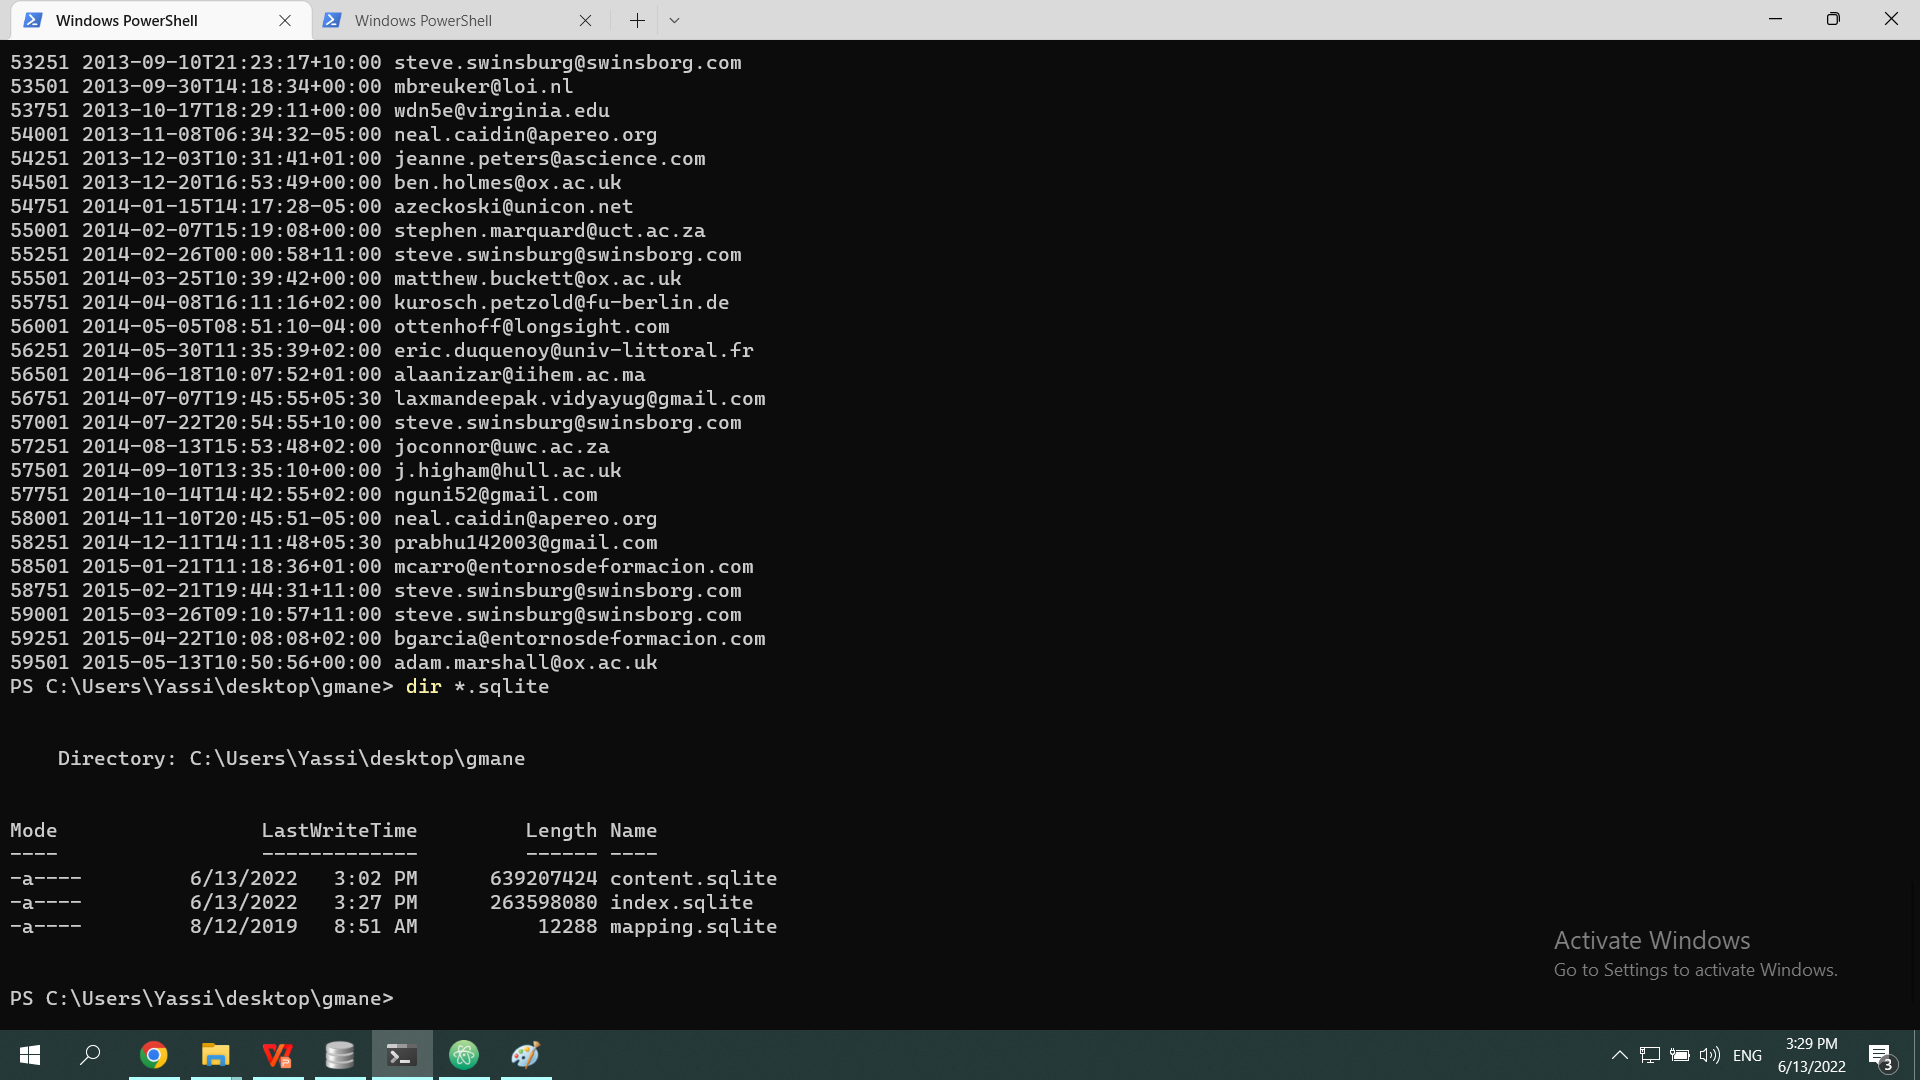 Windows PowerShell
Windows PowerShell
53251 2013-09-10T21:23:17+10:00 steve.swinsburg@swinsborg.com
53501 2013-09-30T14:18:34+00:00 mbreuker@loi.nl
53751 2013-10-17T18:29:11+00:00 wdn5e@virginia.edu
54001 2013-11-08T06:34:32-05:00 neal.caidin@apereo.org
54251 2013-12-03T10:31:41+01:00 jeanne.peters@ascience.com
54501 2013-12-20T16:53:49+00:00 ben.holmes@ox.ac.uk
54751 2014-01-15T14:17:28-05:00 azeckoski@unicon.net
55001 2014-02-07T15:19:08+00:00 stephen.marquard@uct.ac.za
55251 2014-02-26T00:00:58+11:00 steve.swinsburg@swinsborg.com
55501 2014-03-25T10:39:42+00:00 matthew.buckett@ox.ac.uk
55751 2014-04-08T16:11:16+02:00 kurosch.petzold@fu-berlin.de
56001 2014-05-05T08:51:10-04:00 ottenhoff@longsight.com
56251 2014-05-30T11:35:39+02:00 eric.duquenoy@univ-littoral.fr
56501 2014-06-18T10:07:52+01:00 alaanizar@iihem.ac.ma
56751 2014-07-07T19:45:55+05:30 laxmandeepak.vidyayug@gmail.com
57001 2014-07-22T20:54:55+10:00 steve.swinsburg@swinsborg.com
57251 2014-08-13T15:53:48+02:00 joconnor@uwc.ac.za
57501 2014-09-10T13:35:10+00:00 j.higham@hull.ac.uk
57751 2014-10-14T14:42:55+02:00 nguni52@gmail.com
58001 2014-11-10T20:45:51-05:00 neal.caidin@apereo.org
58251 2014-12-11T14:11:48+05:30 prabhu142003@gmail.com
58501 2015-01-21T11:18:36+01:00 mcarro@entornosdeformacion.com
58751 2015-02-21T19:44:31+11:00 steve.swinsburg@swinsborg.com
59001 2015-03-26T09:10:57+11:00 steve.swinsburg@swinsborg.com
59251 2015-04-22T10:08:08+02:00 bgarcia@entornosdeformacion.com
59501 2015-05-13T10:50:56+00:00 adam.marshall@ox.ac.uk
PS C:\Users\Yassi\desktop\gmane> dir *.sqlite
Directory: C:\Users\Yassi\desktop\gmane
Mode LastWriteTime Length Name
---- ------------- ------ ----
-a---- 6/13/2022 3:02 PM 639207424 content.sqlite
-a---- 6/13/2022 3:27 PM 263598080 index.sqlite
-a---- 8/12/2019 8:51 AM 12288 mapping.sqlite
PS C:\Users\Yassi\desktop\gmane>
Activate Windows
Go to Settings to activate Windows.
ENG
3:29 PM
6/13/2022
3